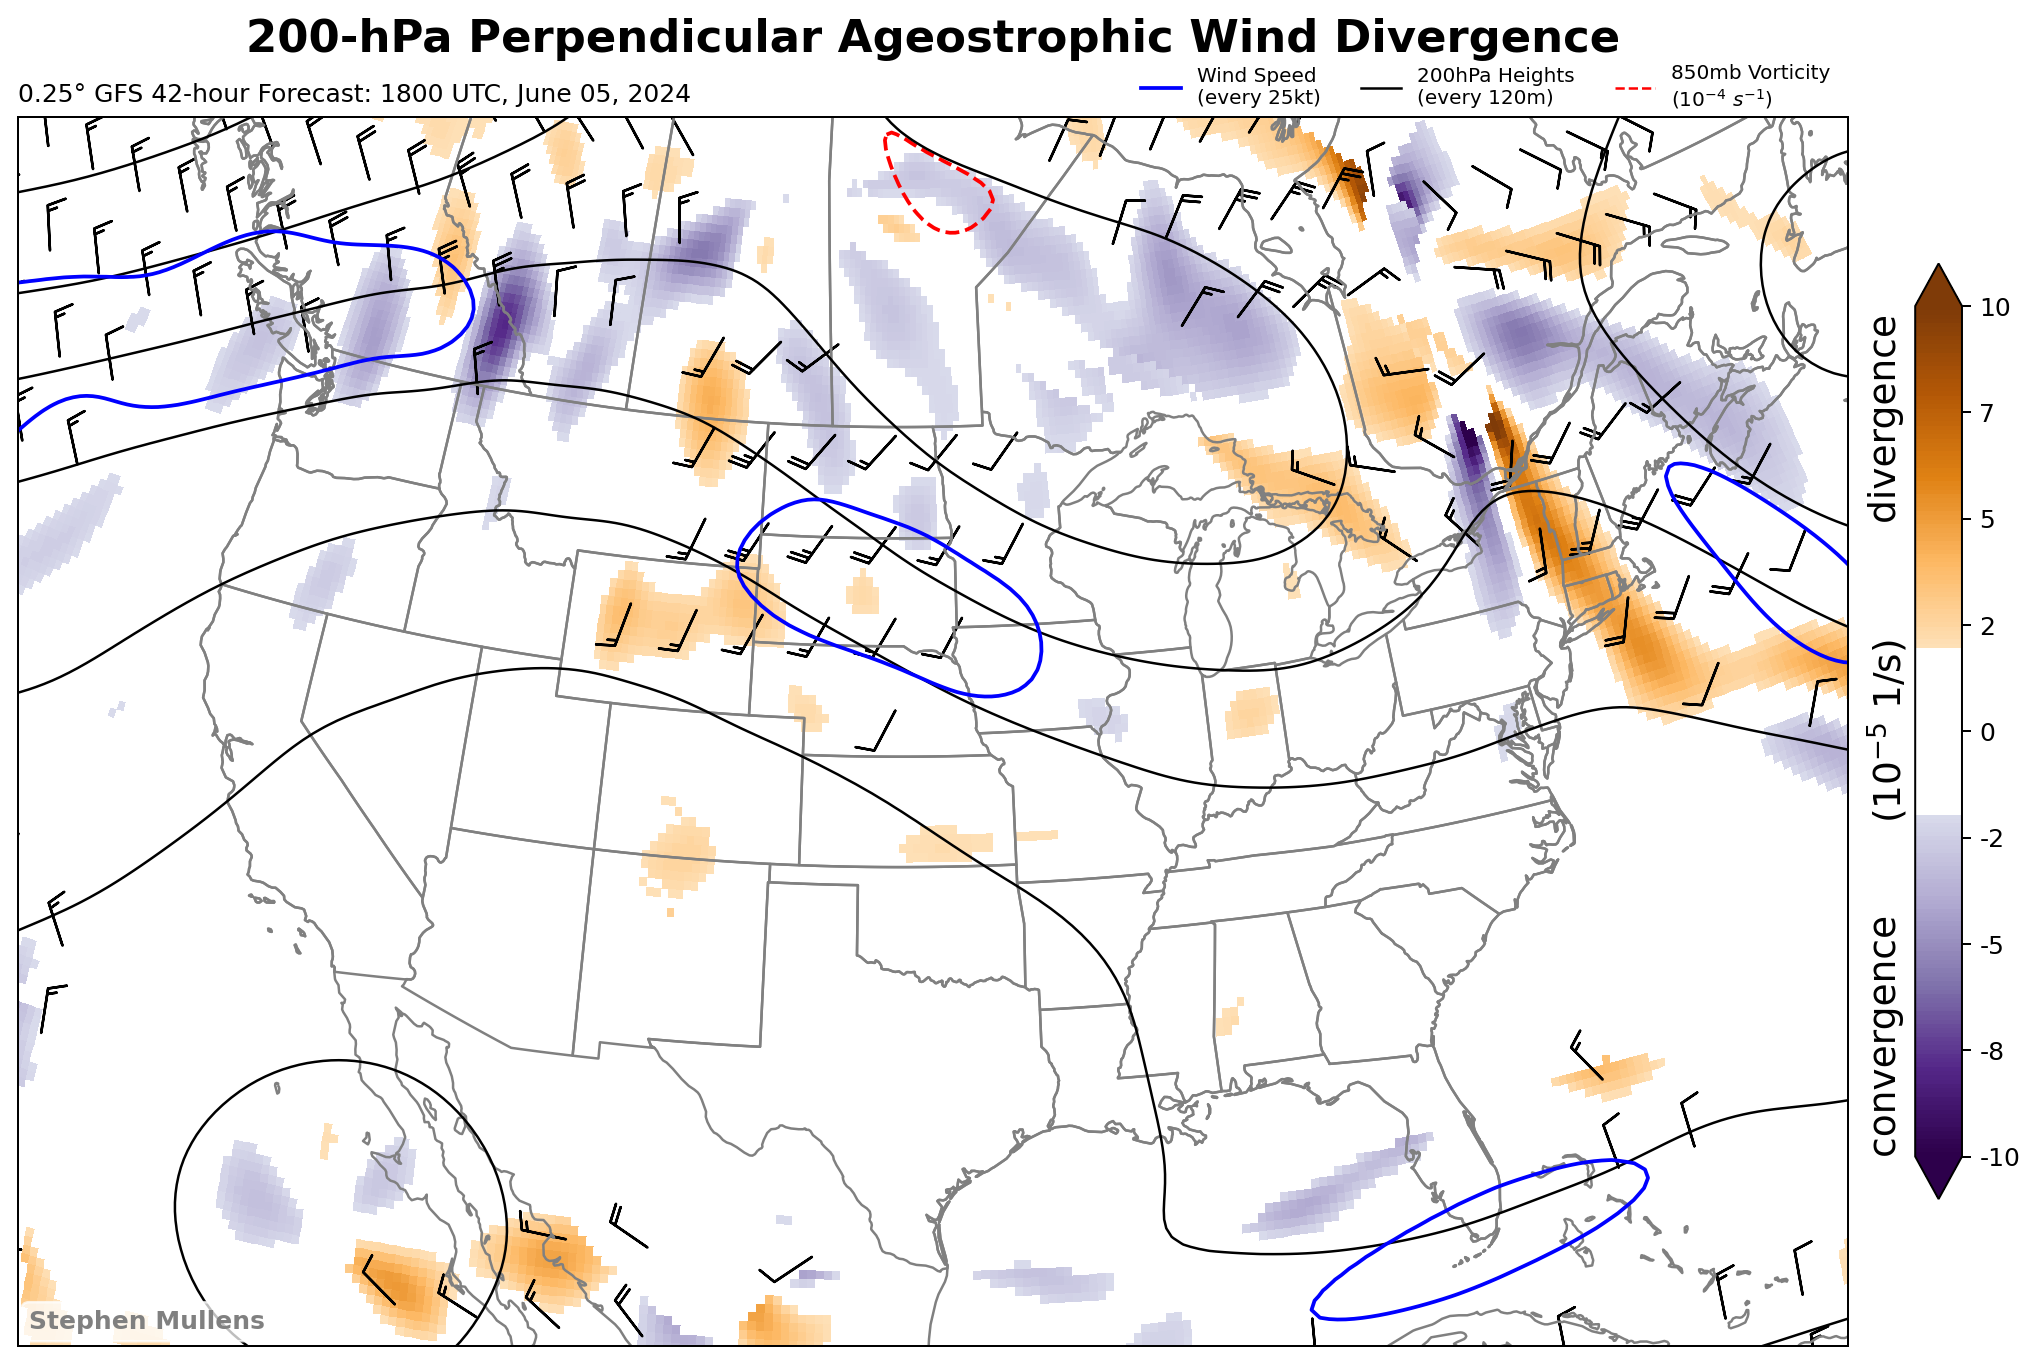 200-hPa Perpendicular Ageostrophic Wind Divergence
0.25° GFS 42-hour Forecast: 1800 UTC, June 05, 2024
Wind Speed
(every 25kt)
200hPa Heights
(every 120m)
850mb Vorticity
(10⁻⁴ s⁻¹)
10
7
5
2
0
-2
-5
-8
-10
convergence (10⁻⁵ 1/s) divergence
Stephen Mullens